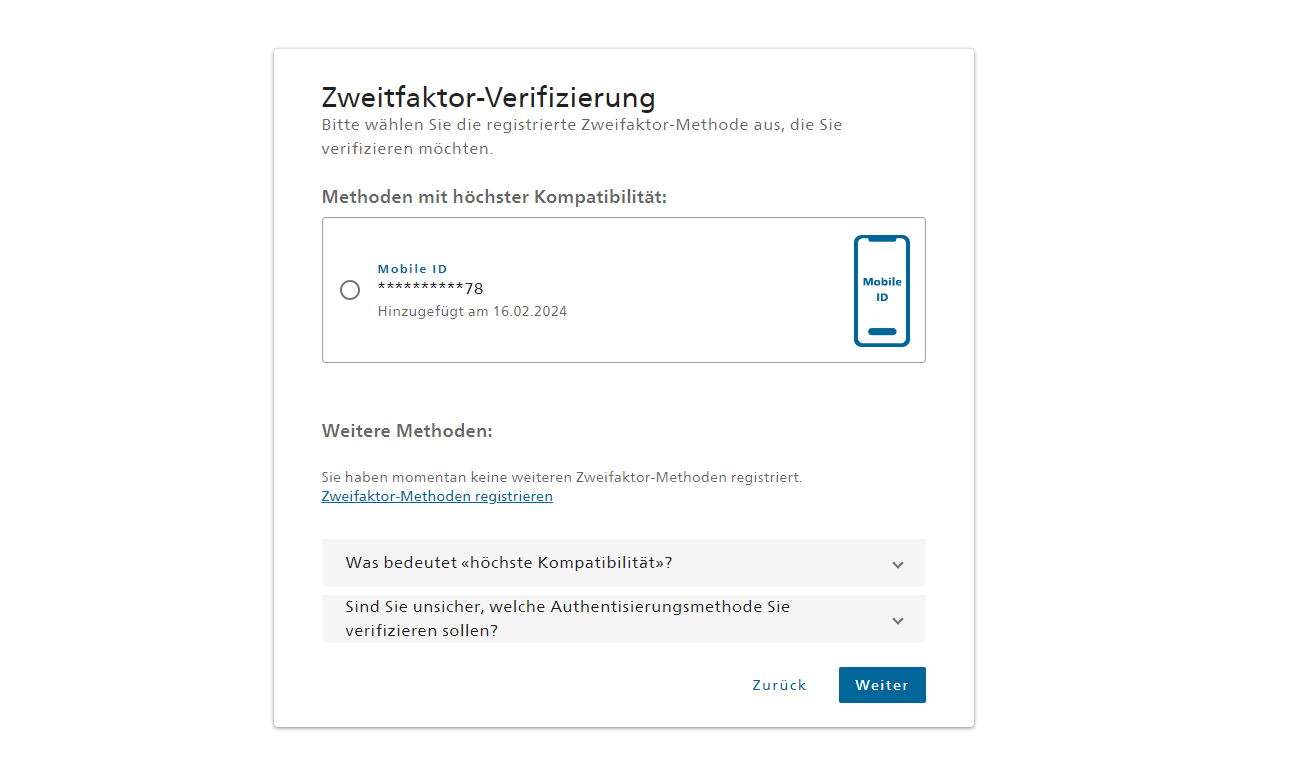 Zweitfaktor-Verifizierung
Bitte wählen Sie die registrierte Zweifaktor-Methode aus, die Sie
verifizieren möchten.
Methoden mit höchster Kompatibilität:
Mobile ID
**********78
Hinzugefügt am 16.02.2024
Mobile
ID
Weitere Methoden:
Sie haben momentan keine weiteren Zweifaktor-Methoden registriert.
Zweifaktor-Methoden registrieren
Was bedeutet «höchste Kompatibilität»?
Sind Sie unsicher, welche Authentisierungsmethode Sie
verifizieren sollen?
Zurück
Weiter